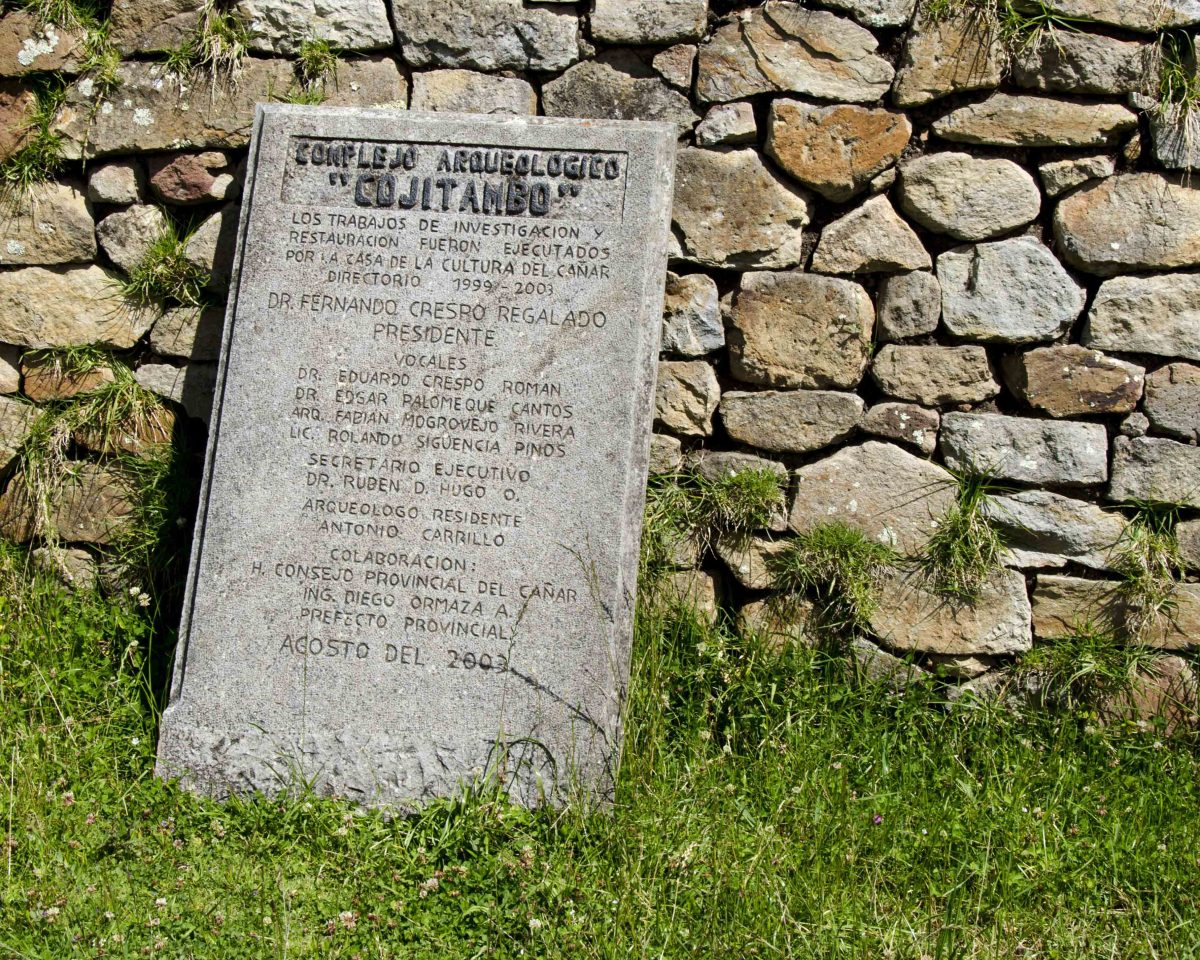 COMPLEJO ARQUEOLOGICO
"COJITAMBO"
LOS TRABAJOS DE INVESTIGACION Y
RESTAURACION FUERON EJECUTADOS
POR LA CASA DE LA CULTURA DEL CAÑAR
DIRECTORIO 1999-2003
DR. FERNANDO CRESPO REGALADO
PRESIDENTE
VOCALES
DR. EDUARDO CRESPO ROMAN
DR. EDGAR PALOMEQUE CANTOS
ARQ. FABIAN MOGROVEJO RIVERA
LIC. ROLANDO SIGÜENCIA PINOS
SECRETARIO EJECUTIVO
DR. RUBEN D. HUGO O.
ARQUEOLOGO RESIDENTE
ANTONIO CARRILLO
COLABORACION:
H. CONSEJO PROVINCIAL DEL CAÑAR
ING. DIEGO ORMAZA A.
PREFECTO PROVINCIAL
AGOSTO DEL 2003